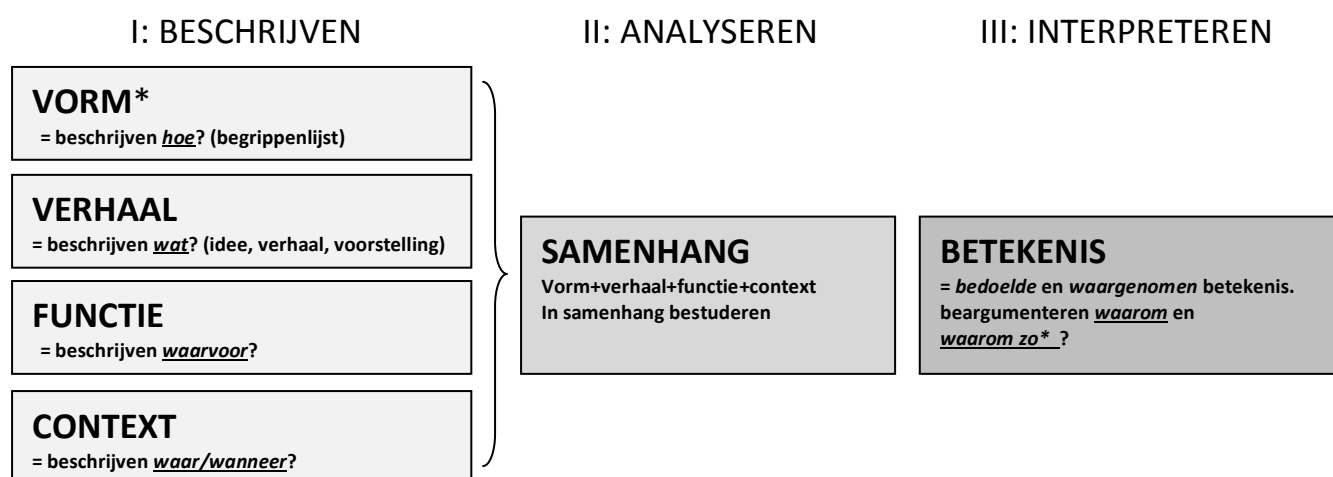 I: BESCHRIJVEN
VORM*
= beschrijven hoe? (begrippenlijst)
VERHAAL
= beschrijven wat? (idee, verhaal, voorstelling)
FUNCTIE
= beschrijven waarvoor?
CONTEXT
= beschrijven waar/wanneer?
II: ANALYSEREN
SAMENHANG
Vorm+verhaal+functie+context
In samenhang bestuderen
III: INTERPRETEREN
BETEKENIS
= bedoelde en waargenomen betekenis.
beargumenteren waarom en
waarom zo* ?